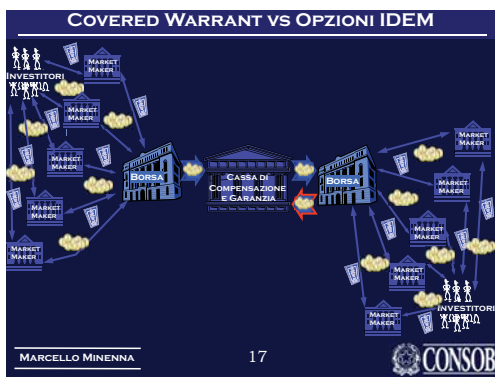 COVERED WARRANT VS OPZIONI IDEM
MARKET
MAKER
INVESTITORI
MARKET
MAKER
MARKET
MAKER
MARKET
MAKER
MARKET
MAKER
BORSA
CASSA DI
COMPENSAZIONE
E GARANZIA
BORSA
MARKET
MAKER
MARKET
MAKER
MARKET
MAKER
MARKET
MAKER
MARKET
MAKER
INVESTITORI
MARCELLO MINENNA
17
CONSOB